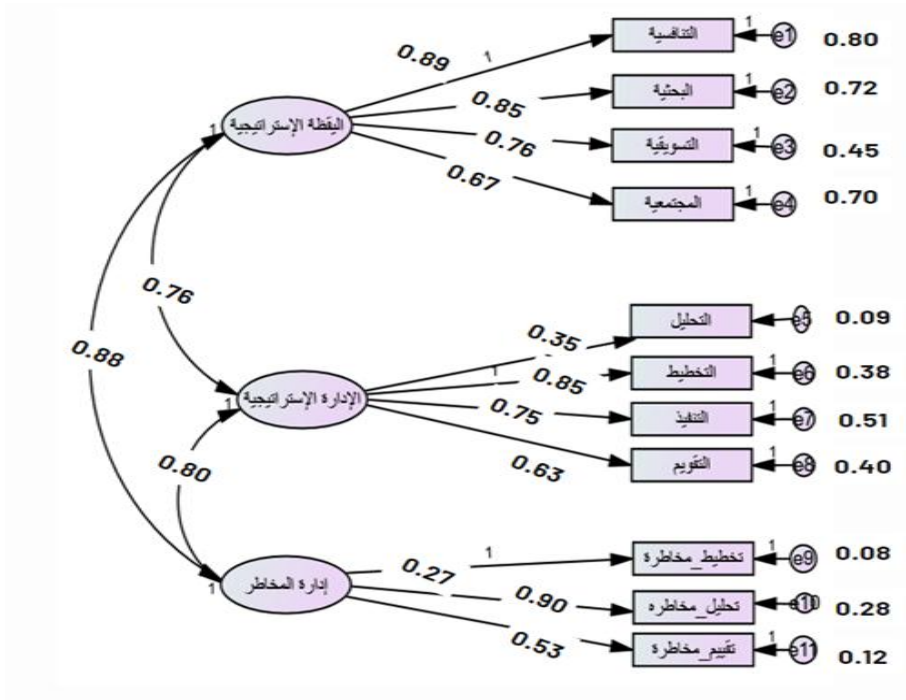 التنافسية
1
1
e1
0.80
0.89
البحثية
1
e2
0.72
0.85
اليقظة الإستراتيجية
1
التسويقية
1
e3
0.45
0.76
المجتمعية
1
e4
0.70
0.67
0.76
0.88
التحليل
e5
0.09
0.35
التخطيط
1
1
e6
0.38
0.85
الإدارة الإستراتيجية
1
التنفيذ
1
e7
0.51
0.75
التقويم
1
e8
0.40
0.63
0.80
تخطيط_مخاطرة
1
1
e9
0.08
0.27
إدارة المخاطر
1
تحليل_مخاطره
1
e10
0.28
0.90
تقييم_مخاطرة
1
e11
0.12
0.53